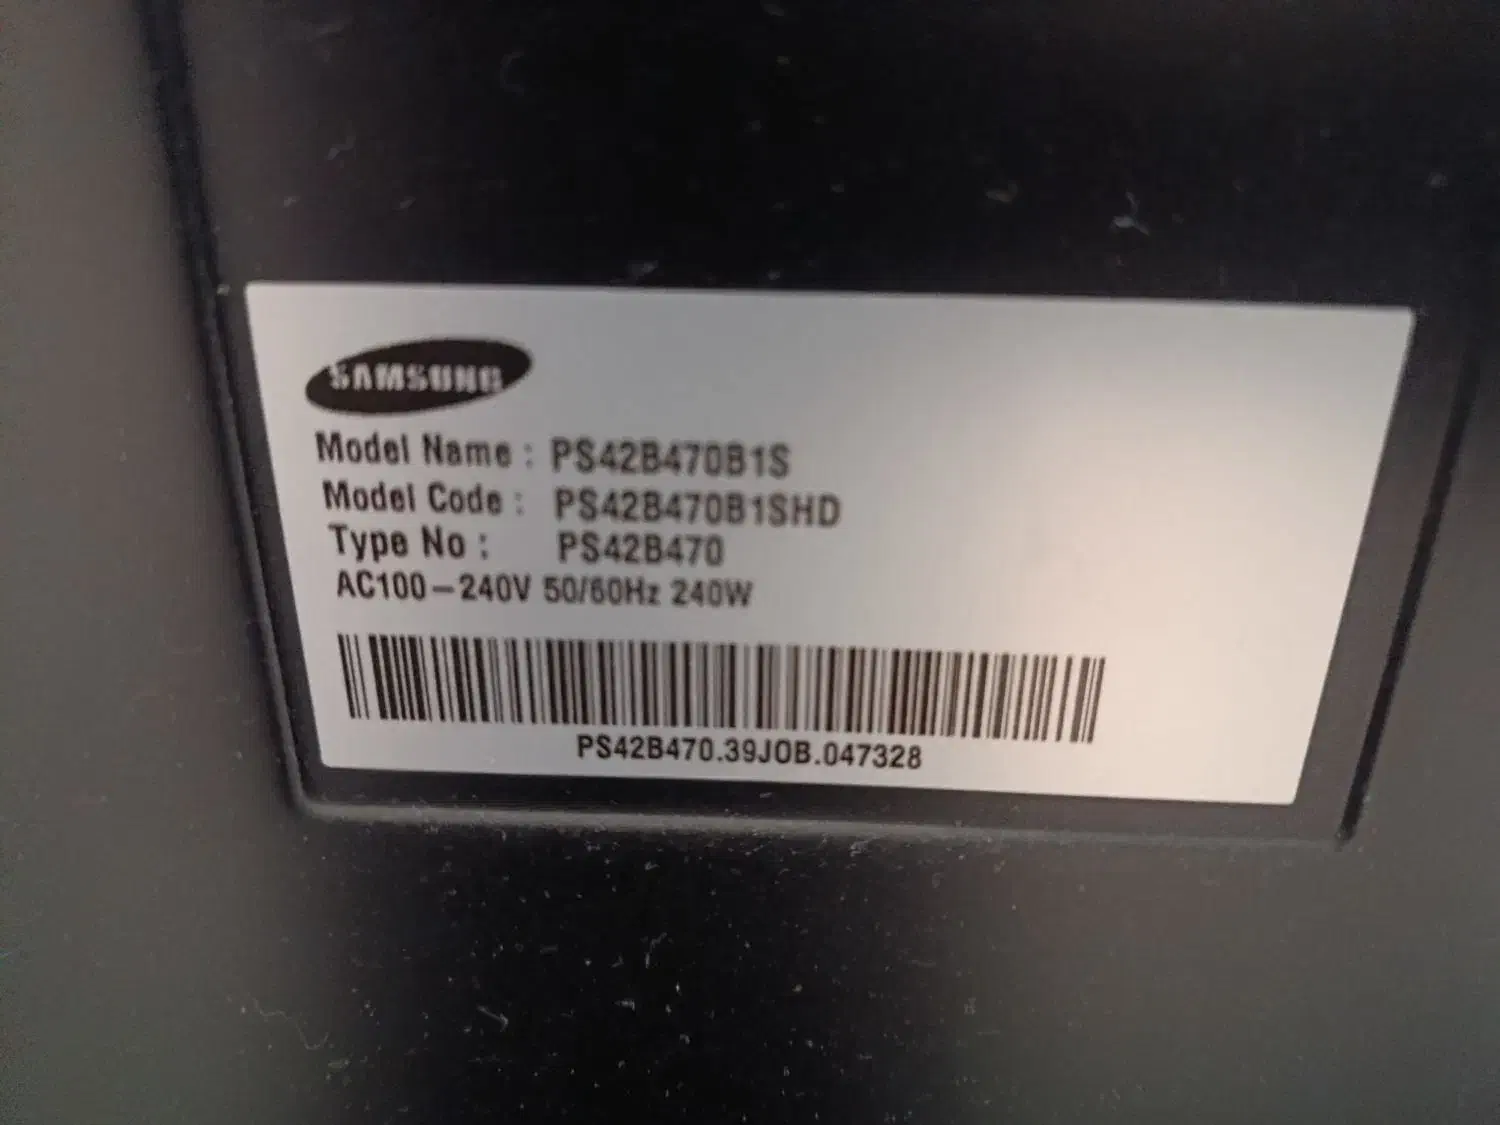 SAMSUNG
Model Name : PS42B470B1S
Model Code : PS42B470B1SHD
Type No : PS42B470
AC100-240V 50/60Hz 240W
PS42B470.39JOB.047328